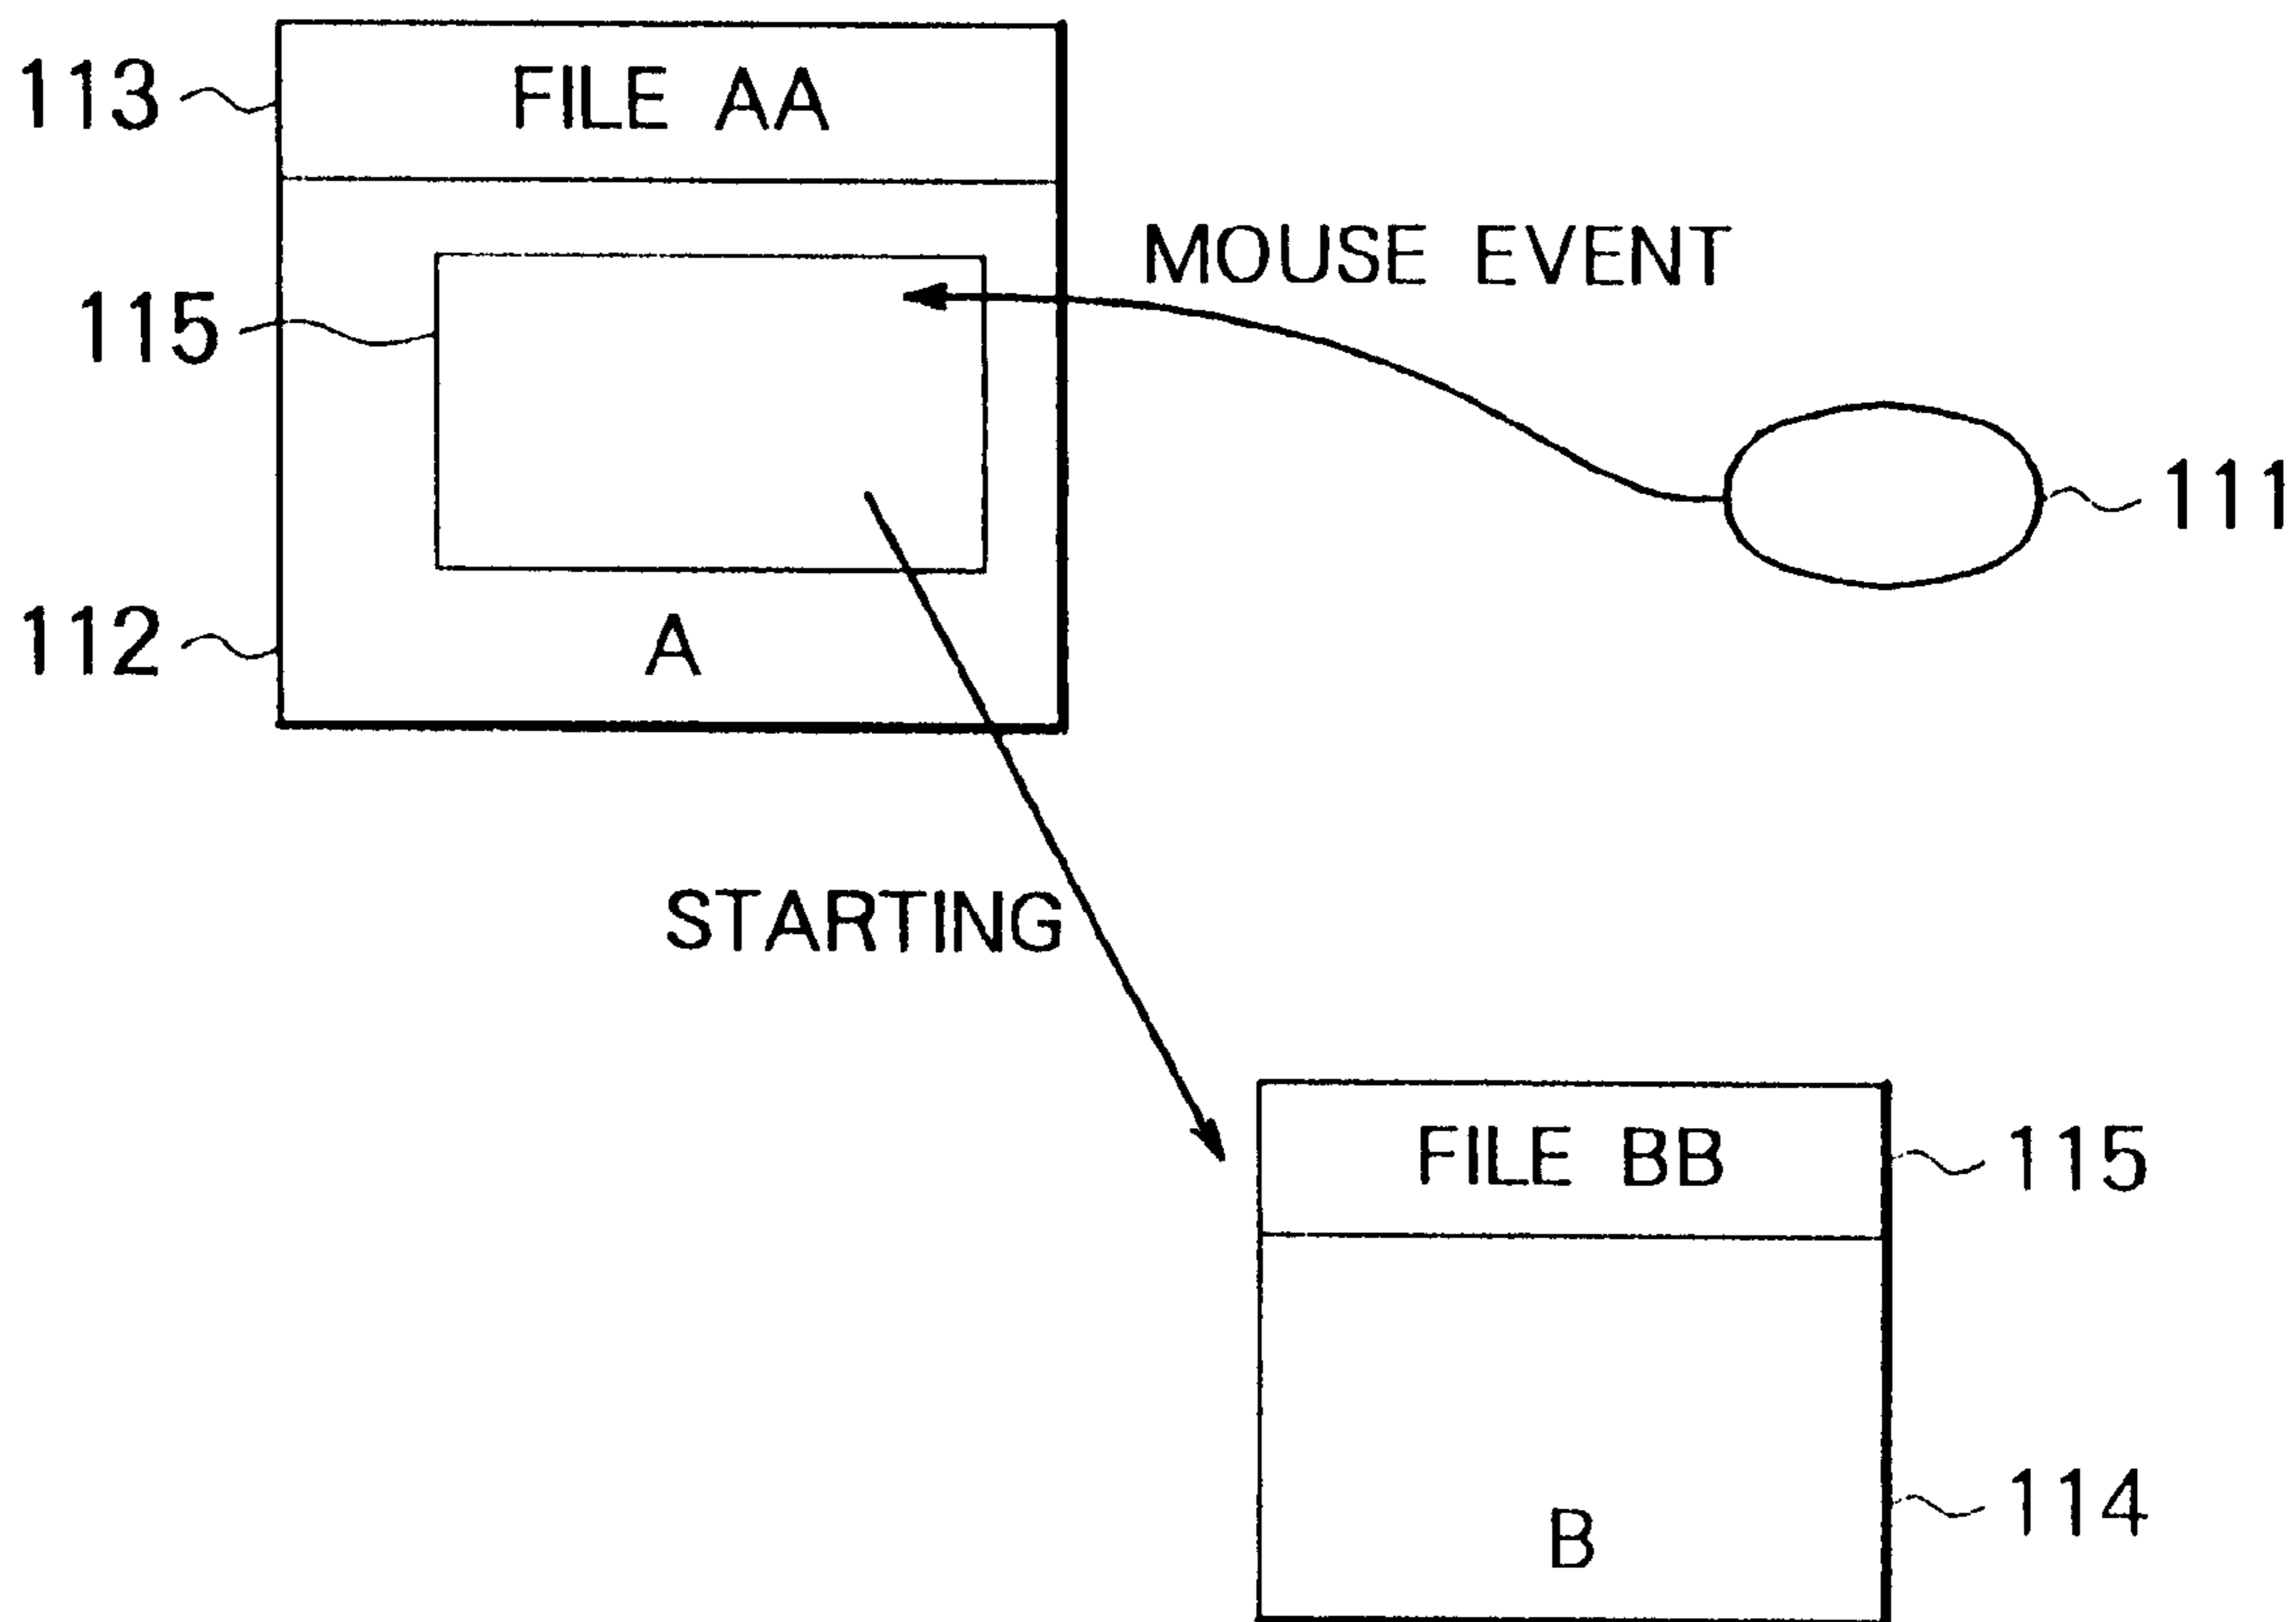 113 FILE AA
MOUSE EVENT
115
111
112 A
STARTING
FILE BB 115
B 114